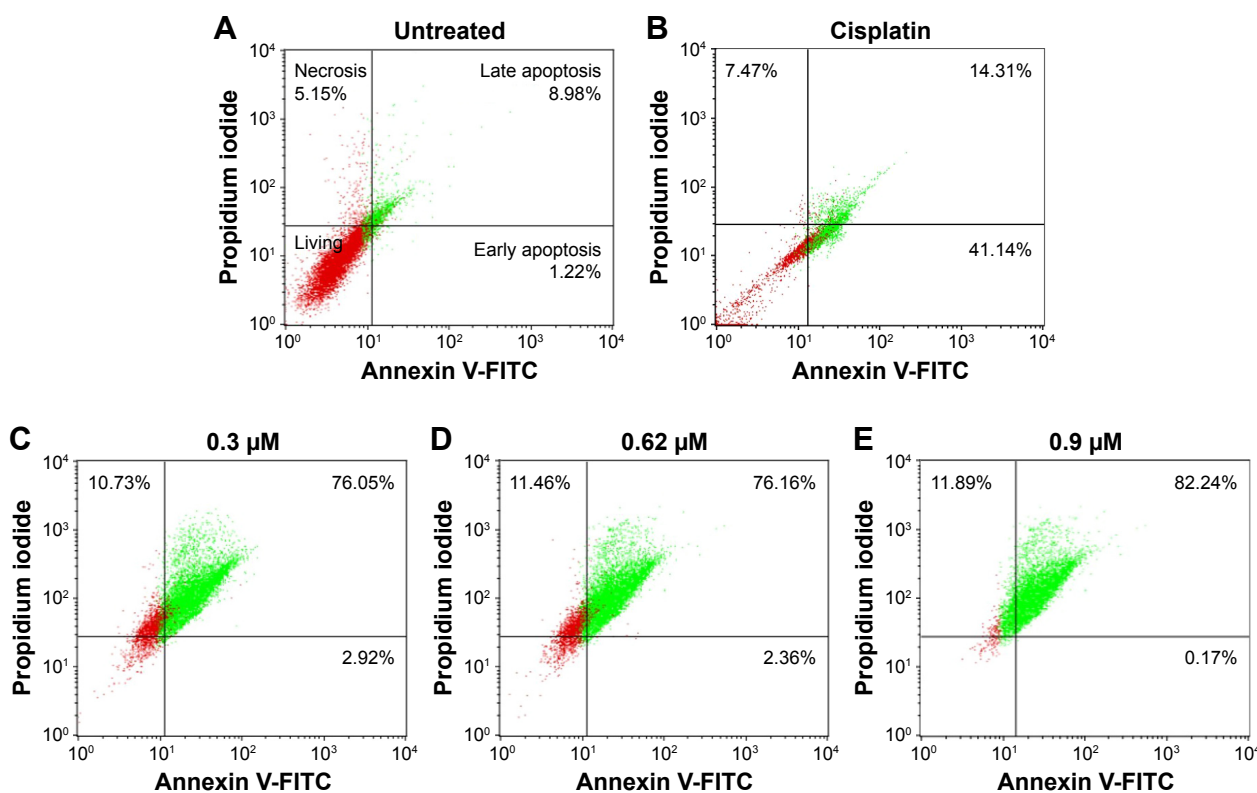 A
Untreated
10⁴
10³
10²
10¹
10⁰
Propidium iodide
Necrosis
5.15%
Late apoptosis
8.98%
Living
Early apoptosis
1.22%
10⁰ 10¹ 10² 10³ 10⁴
Annexin V-FITC
B
Cisplatin
10⁴
10³
10²
10¹
10⁰
Propidium iodide
7.47%
14.31%
41.14%
10⁰ 10¹ 10² 10³ 10⁴
Annexin V-FITC
C
0.3 µM
10⁴
10³
10²
10¹
10⁰
Propidium iodide
10.73%
76.05%
2.92%
10⁰ 10¹ 10² 10³ 10⁴
Annexin V-FITC
D
0.62 µM
10⁴
10³
10²
10¹
10⁰
Propidium iodide
11.46%
76.16%
2.36%
10⁰ 10¹ 10² 10³ 10⁴
Annexin V-FITC
E
0.9 µM
10⁴
10³
10²
10¹
10⁰
Propidium iodide
11.89%
82.24%
0.17%
10⁰ 10¹ 10² 10³ 10⁴
Annexin V-FITC